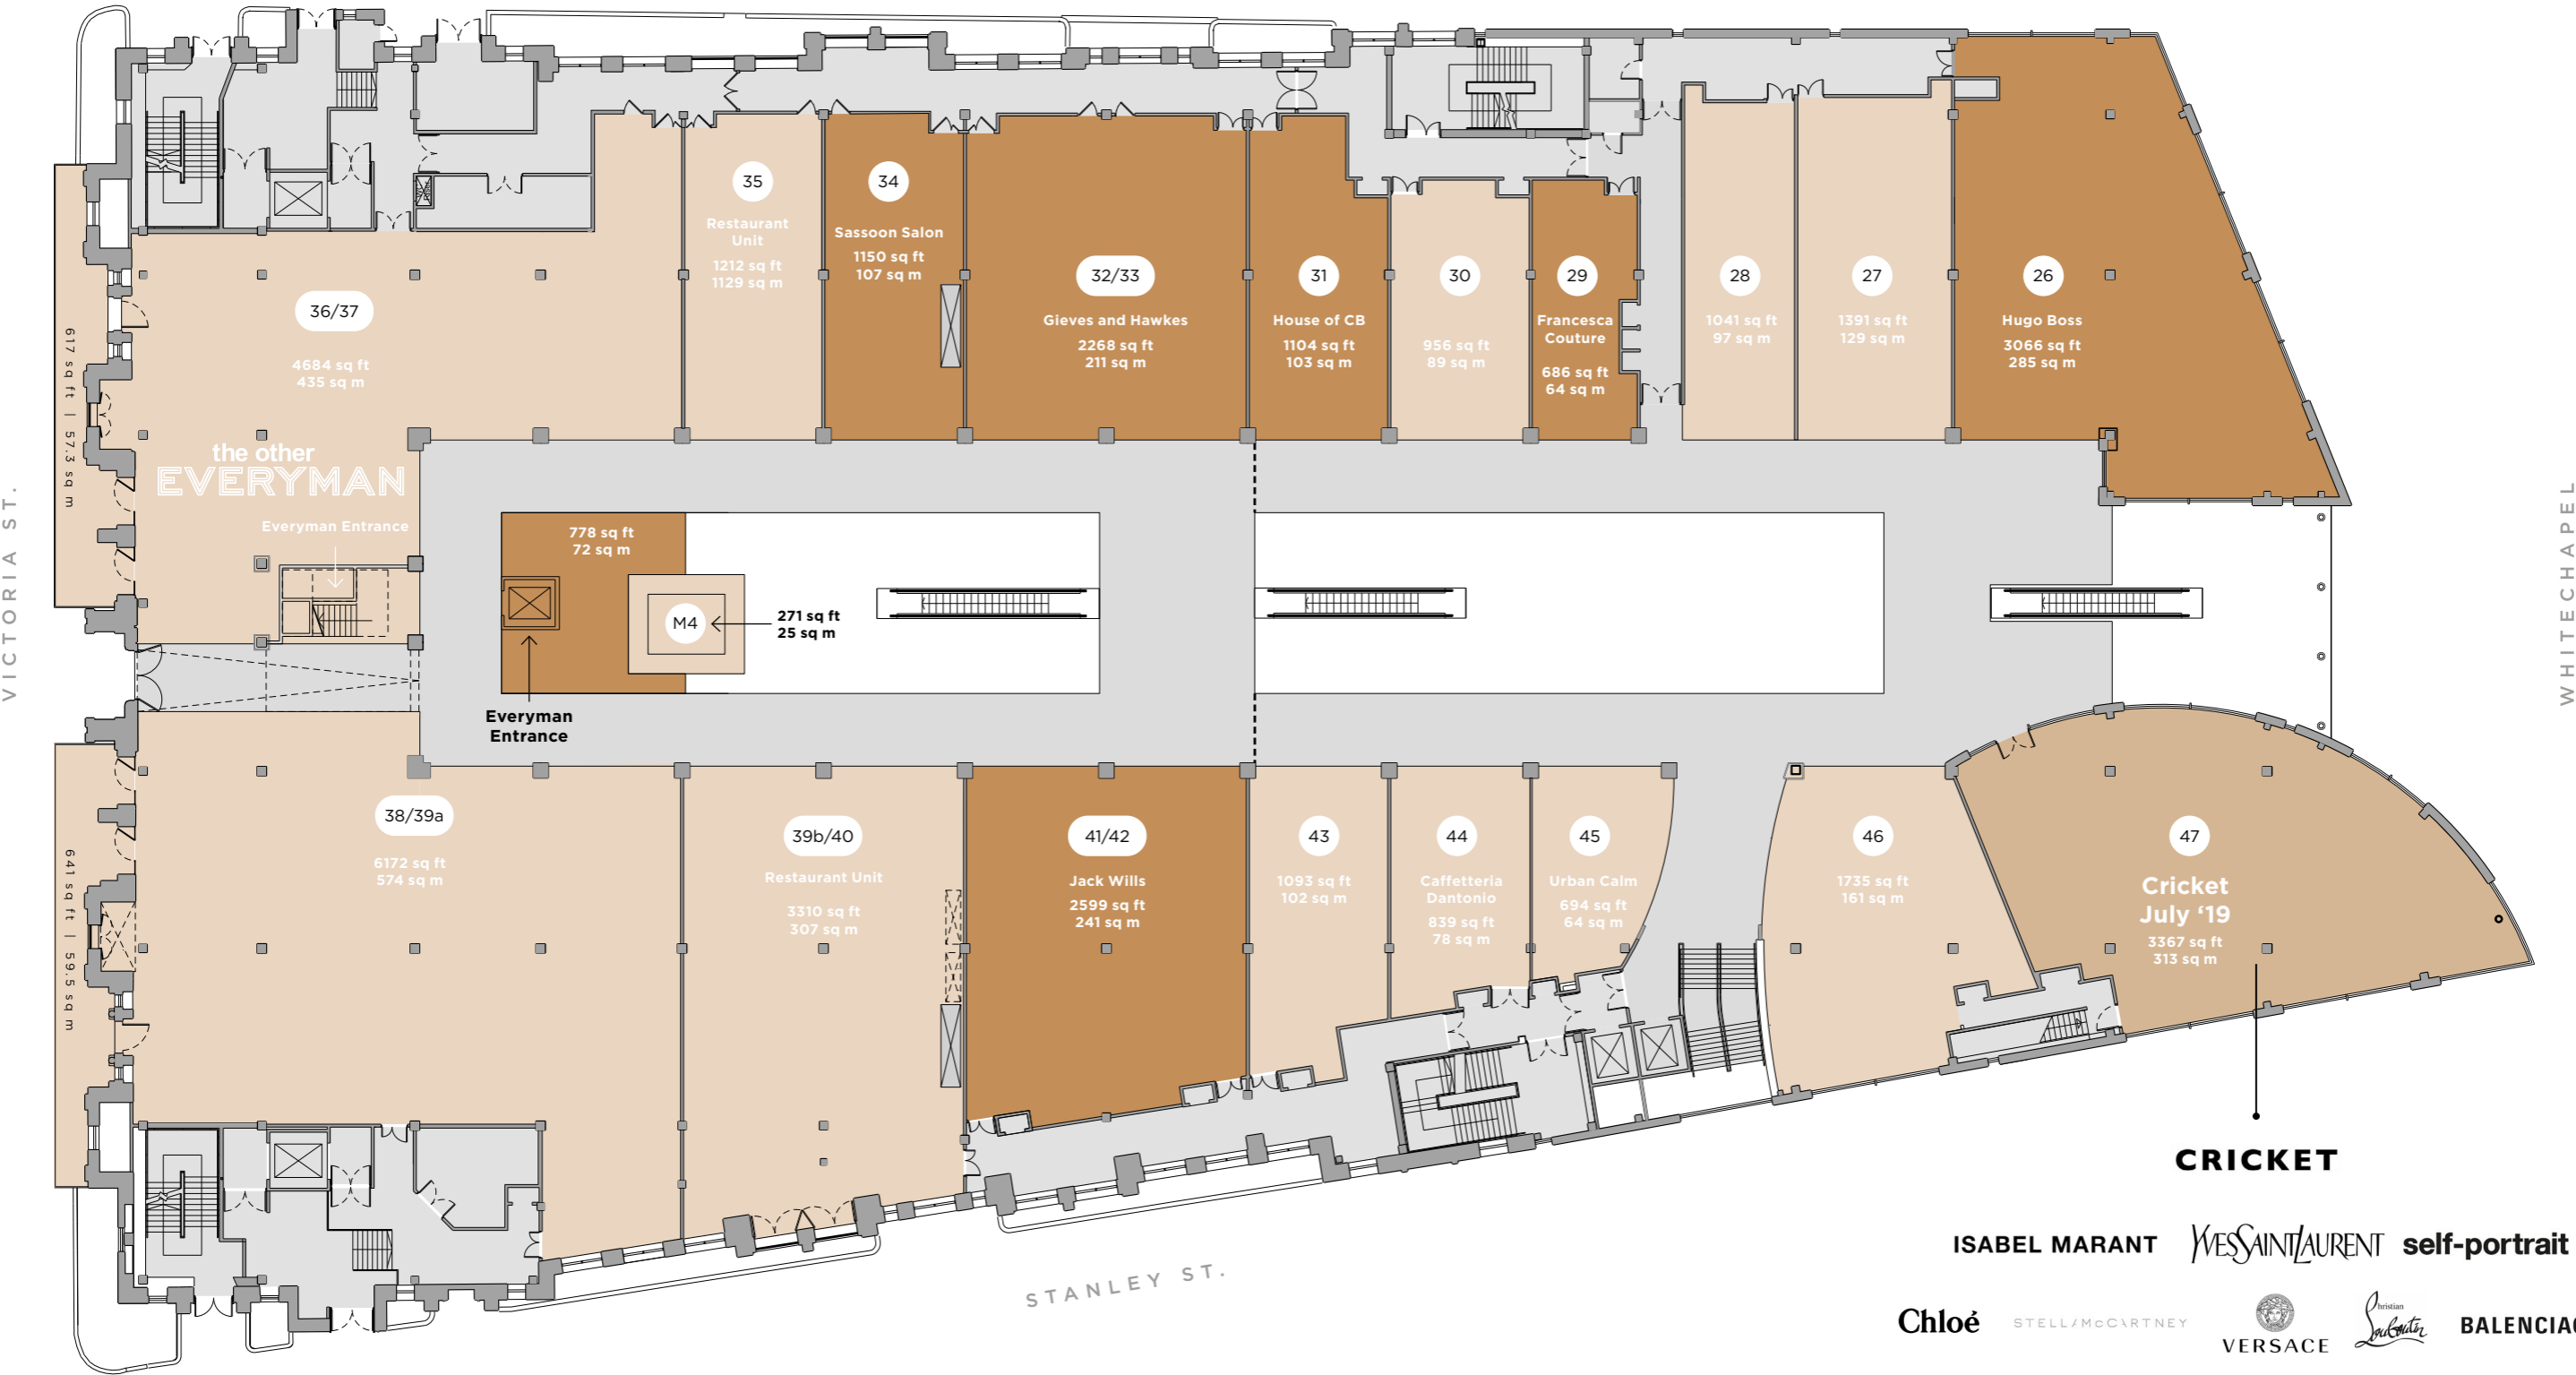 VICTORIA ST.
617 sq ft | 57.3 sq m
36/37
4684 sq ft
435 sq m
the other
EVERYMAN
Everyman Entrance
35
Restaurant
Unit
1212 sq ft
1129 sq m
34
Sassoon Salon
1150 sq ft
107 sq m
32/33
Gieves and Hawkes
2268 sq ft
211 sq m
31
House of CB
1104 sq ft
103 sq m
30
956 sq ft
89 sq m
29
Francesca
Couture
686 sq ft
64 sq m
28
1041 sq ft
97 sq m
27
1391 sq ft
129 sq m
26
Hugo Boss
3066 sq ft
285 sq m
WHITECHAPEL
778 sq ft
72 sq m
M4
271 sq ft
25 sq m
Everyman
Entrance
641 sq ft | 59.5 sq m
38/39a
6172 sq ft
574 sq m
39b/40
Restaurant Unit
3310 sq ft
307 sq m
41/42
Jack Wills
2599 sq ft
241 sq m
43
1093 sq ft
102 sq m
44
Caffetteria
Dantonio
839 sq ft
78 sq m
45
Urban Calm
694 sq ft
64 sq m
46
1735 sq ft
161 sq m
47
Cricket
July ‘19
3367 sq ft
313 sq m
STANLEY ST.
CRICKET
ISABEL MARANT
YVESSAINTLAURENT
self-portrait
Chloé
STELLA McCARTNEY
VERSACE
Christian
Louboutin
BALENCIAG